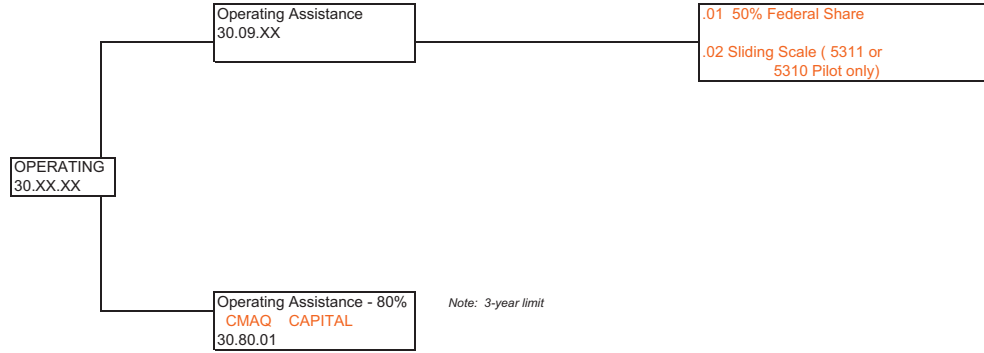 Operating Assistance
30.09.XX
.01 50% Federal Share
.02 Sliding Scale ( 5311 or
5310 Pilot only)
OPERATING
30.XX.XX
Operating Assistance - 80%
CMAQ CAPITAL
30.80.01
Note: 3-year limit